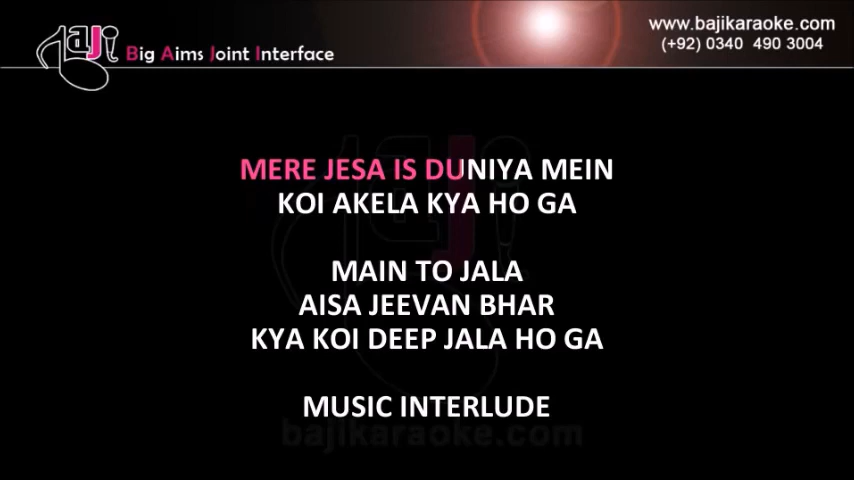 aji
Big Aims Joint Interface
www.bajikaraoke.com
(+92) 0340 490 3004
MERE JESA IS DUNIYA MEIN
KOI AKELA KYA HO GA
MAIN TO JALA
AISA JEEVAN BHAR
KYA KOI DEEP JALA HO GA
MUSIC INTERLUDE
bajikaraoke.com